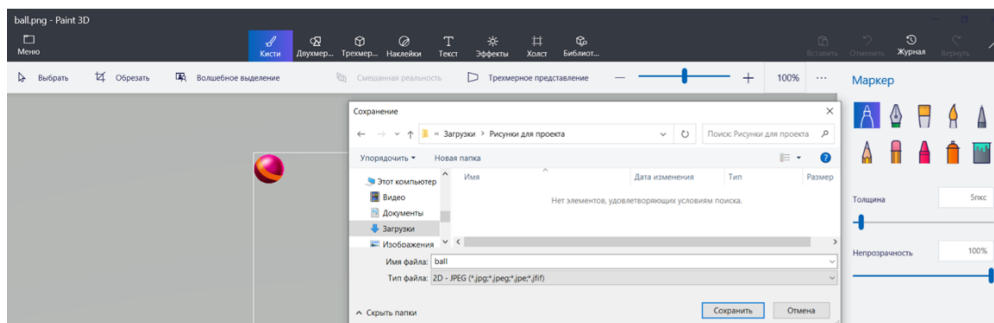 ball.png - Paint 3D
Меню
Кисти Двухмер... Трехмер... Наклейки Текст Эффекты Холст Библиот...
Вставить Отменить Журнал Вернуть
Выбрать Обрезать Волшебное выделение Смешанная реальность Трехмерное представление 100% ...
Маркер
Сохранение
« Загрузки > Рисунки для проекта
Поиск: Рисунки для проекта
Упорядочить Новая папка
Этот компьютер
Видео
Документы
Загрузки
Изображения
Имя Дата изменения Тип Размер
Нет элементов, удовлетворяющих условиям поиска.
Имя файла: ball
Тип файла: 2D - JPEG (*.jpg;*.jpeg;*.jpe;*.jfif)
Скрыть папки
Сохранить Отмена
Толщина 5пкс
Непрозрачность 100%